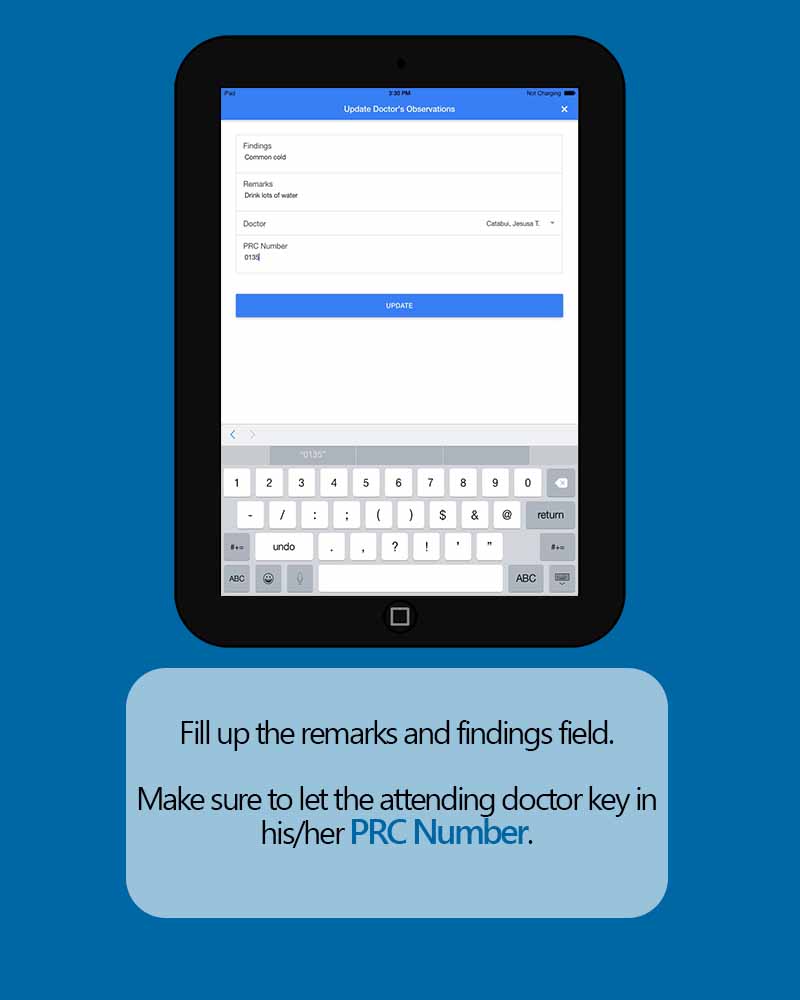 iPad 3:30 PM Not Charging
Update Doctor's Observations ×
Findings
Common cold
Remarks
Drink lots of water
Doctor Catabui, Jesusa T.
PRC Number
0135
UPDATE
"0135"
1 2 3 4 5 6 7 8 9 0
- / : ; ( ) $ & @ return
#+= undo . , ? ! ' " #+=
ABC ABC
Fill up the remarks and findings field.
Make sure to let the attending doctor key in
his/her PRC Number.